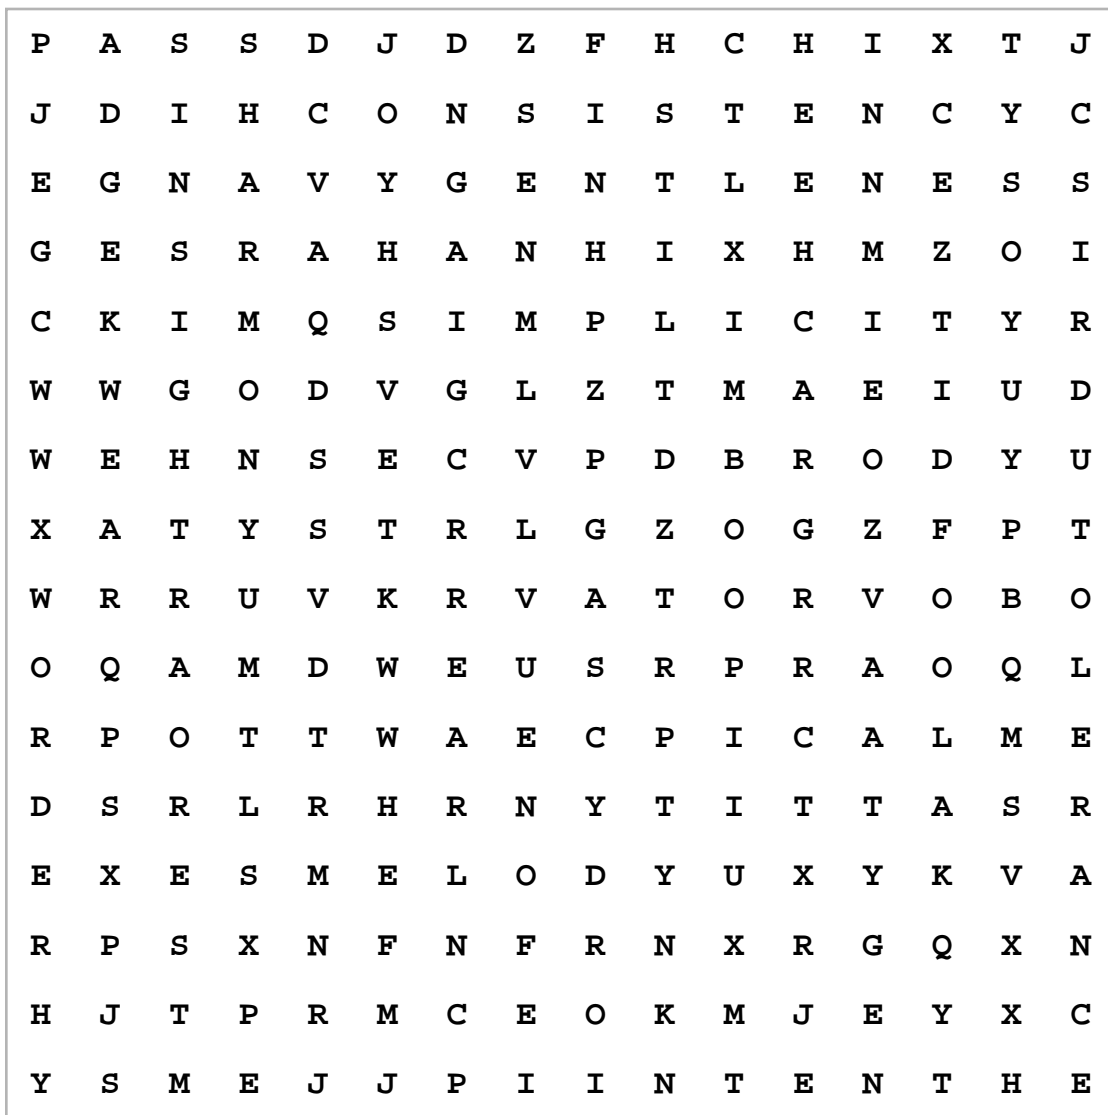 P A S S D J D Z F H C H I X T J
J D I H C O N S I S T E N C Y C
E G N A V Y G E N T L E N E S S
G E S R A H A N H I X H M Z O I
C K I M Q S I M P L I C I T Y R
W W G O D V G L Z T M A E I U D
W E H N S E C V P D B R O D Y U
X A T Y S T R L G Z O G Z F P T
W R R U V K R V A T O R V O B O
O Q A M D W E U S R P R A O Q L
R P O T T W A E C P I C A L M E
D S R L R H R N Y T I T T A S R
E X E S M E L O D Y U X Y K V A
R P S X N F N F R N X R G Q X N
H J T P R M C E O K M J E Y X C
Y S M E J J P I I N T E N T H E